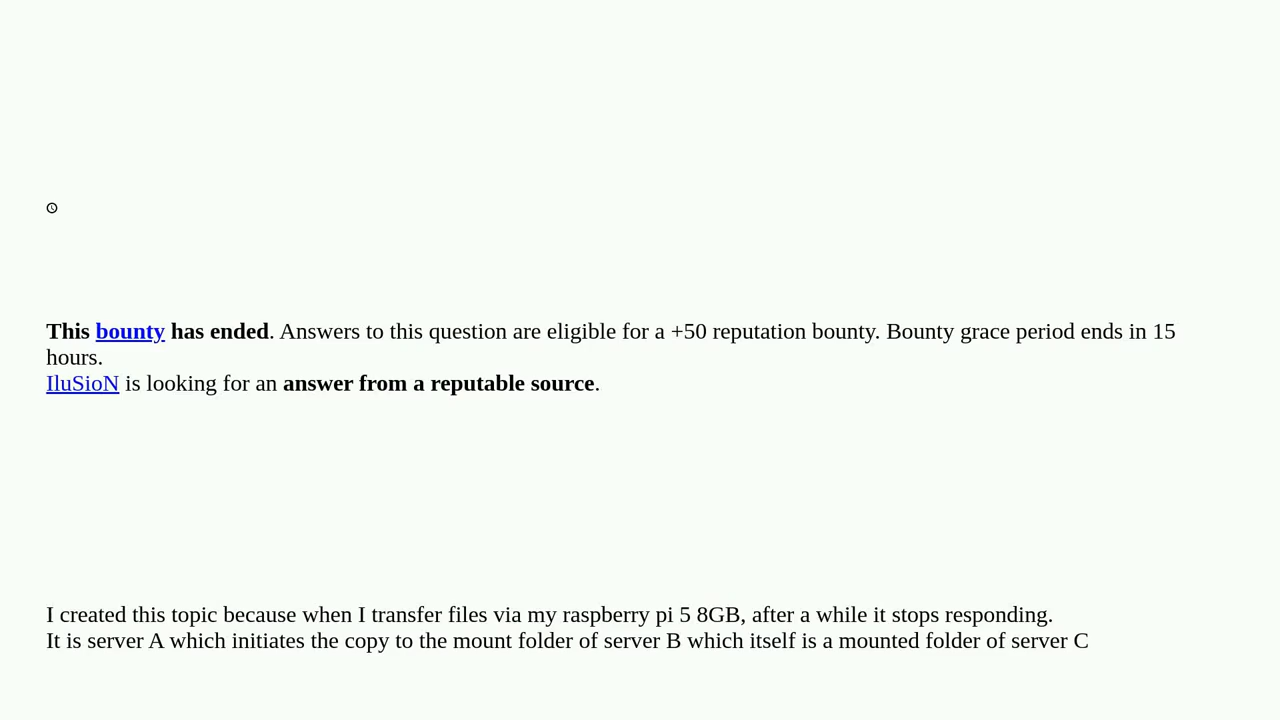 This bounty has ended. Answers to this question are eligible for a +50 reputation bounty. Bounty grace period ends in 15
hours.
IluSioN is looking for an answer from a reputable source.
I created this topic because when I transfer files via my raspberry pi 5 8GB, after a while it stops responding.
It is server A which initiates the copy to the mount folder of server B which itself is a mounted folder of server C